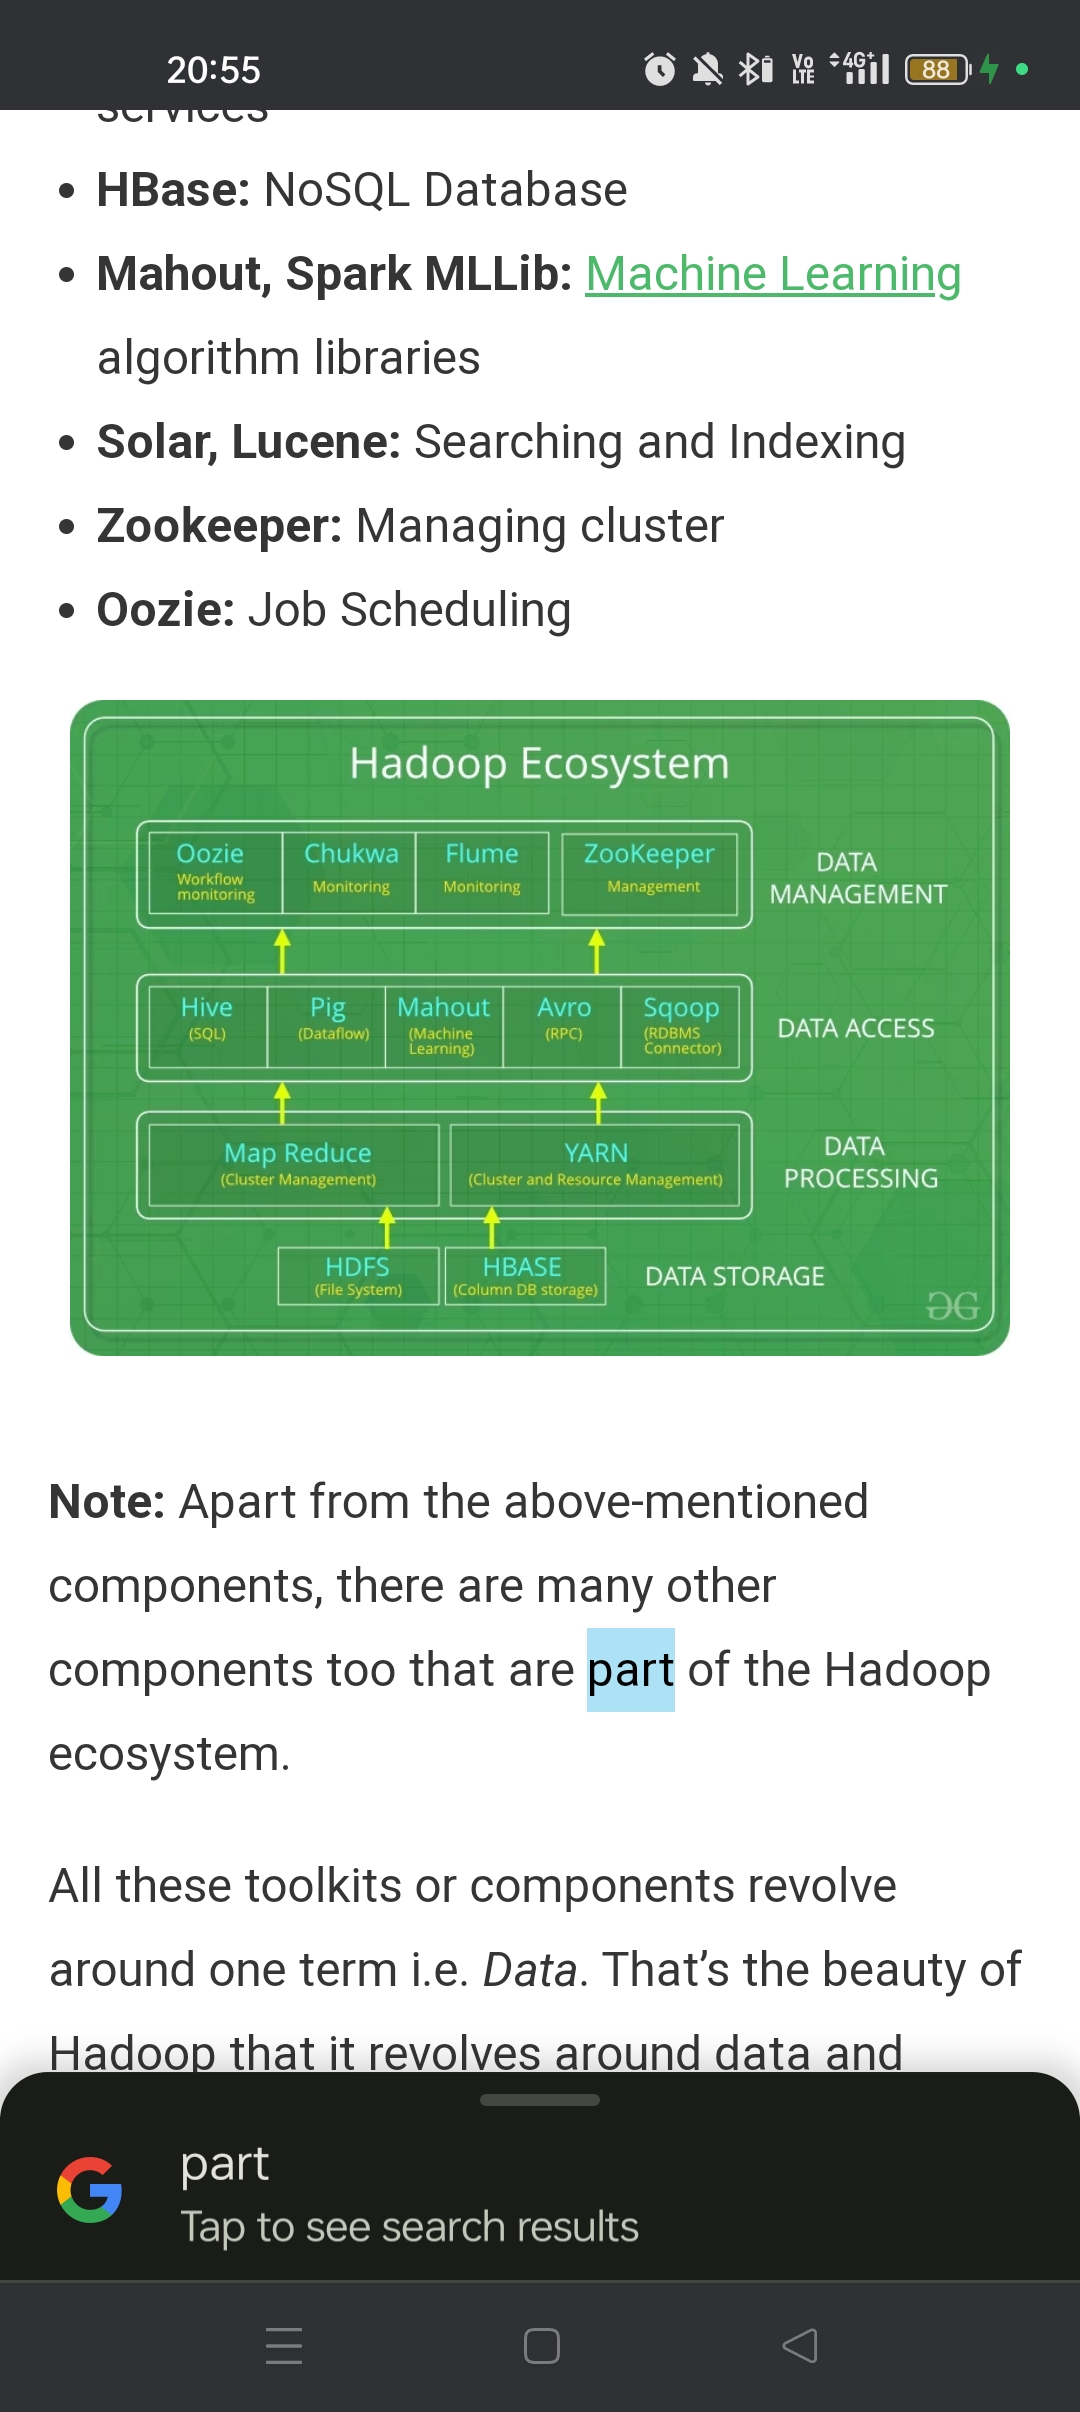 20:55
Vo LTE 4G+ 88
services
• HBase: NoSQL Database
• Mahout, Spark MLLib: Machine Learning
algorithm libraries
• Solar, Lucene: Searching and Indexing
• Zookeeper: Managing cluster
• Oozie: Job Scheduling
Hadoop Ecosystem
Oozie Chukwa Flume ZooKeeper
Workflow
monitoring Monitoring Monitoring Management
DATA
MANAGEMENT
Hive Pig Mahout Avro Sqoop
(SQL) (Dataflow) (Machine
Learning) (RPC) (RDBMS
Connector)
DATA ACCESS
Map Reduce YARN
(Cluster Management) (Cluster and Resource Management)
DATA
PROCESSING
HDFS HBASE
(File System) (Column DB storage)
DATA STORAGE
Note: Apart from the above-mentioned
components, there are many other
components too that are part of the Hadoop
ecosystem.
All these toolkits or components revolve
around one term i.e. Data. That’s the beauty of
Hadoop that it revolves around data and
part
Tap to see search results